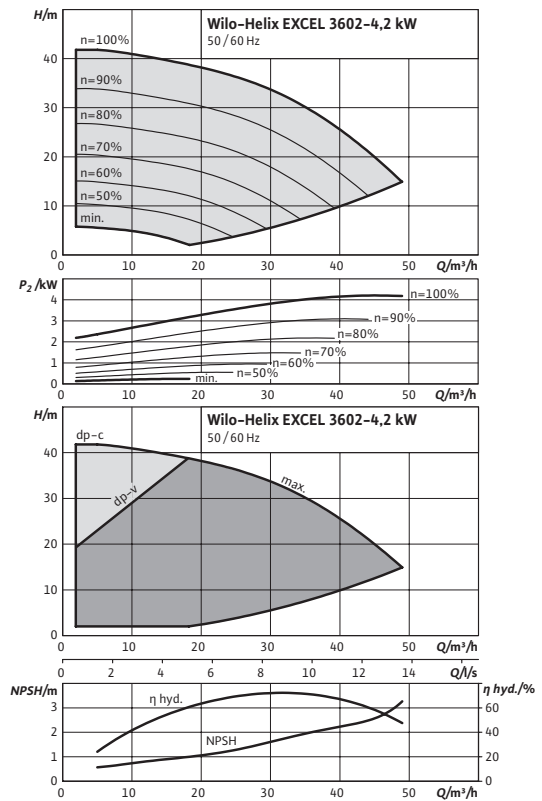 H/m
Wilo-Helix EXCEL 3602-4,2 kW
50 / 60 Hz
n=100%
40
n=90%
30
n=80%
20
n=70%
n=60%
10
n=50%
min.
0
0 10 20 30 40 Q/m³/h
P2 /kW
4
n=100%
3
n=90%
2
n=80%
1
n=70%
n=60%
n=50%
min.
0
0 10 20 30 40 Q/m³/h
H/m
Wilo-Helix EXCEL 3602-4,2 kW
50 / 60 Hz
dp-c
40
dp-v
max.
30
20
10
0
0 10 20 30 40 50 Q/m³/h
0 2 4 6 8 10 12 14 Q/l/s
NPSH/m
η hyd./%
η hyd.
3 60
2 40
NPSH
1 20
0 0
0 10 20 30 40 50 Q/m³/h